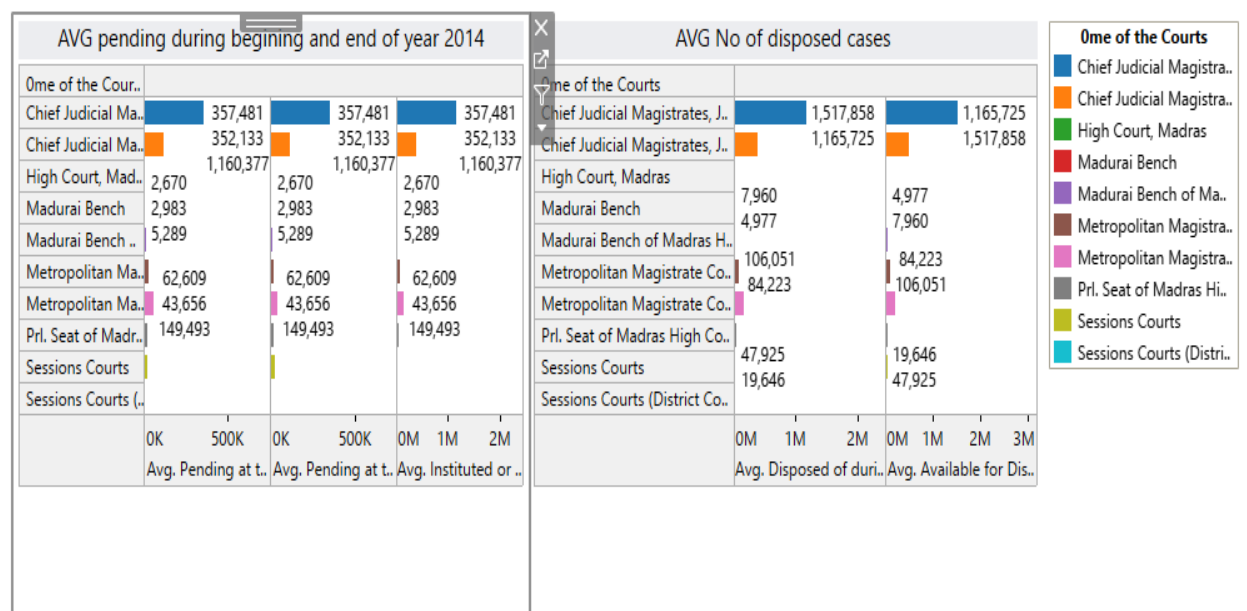 AVG pending during begining and end of year 2014
0me of the Cour..
Chief Judicial Ma.. 357,481 357,481 357,481
352,133 352,133 352,133
Chief Judicial Ma..
1,160,377 1,160,377 1,160,377
High Court, Mad..
2,670 2,670 2,670
Madurai Bench 2,983 2,983 2,983
Madurai Bench .. 5,289 5,289 5,289
Metropolitan Ma..
62,609 62,609 62,609
Metropolitan Ma.. 43,656 43,656 43,656
Prl. Seat of Madr.. 149,493 149,493 149,493
Sessions Courts
Sessions Courts (..
0K 500K 0K 500K 0M 1M 2M
Avg. Pending at t.. Avg. Pending at t.. Avg. Instituted or ..
AVG No of disposed cases
0me of the Courts
Chief Judicial Magistrates, J.. 1,517,858 1,165,725
Chief Judicial Magistrates, J.. 1,165,725 1,517,858
High Court, Madras
7,960 4,977
Madurai Bench
4,977 7,960
Madurai Bench of Madras H..
106,051 84,223
Metropolitan Magistrate Co..
84,223 106,051
Metropolitan Magistrate Co..
Prl. Seat of Madras High Co..
47,925 19,646
Sessions Courts
19,646 47,925
Sessions Courts (District Co..
0M 1M 2M 0M 1M 2M 3M
Avg. Disposed of duri.. Avg. Available for Dis..
0me of the Courts
Chief Judicial Magistra..
Chief Judicial Magistra..
High Court, Madras
Madurai Bench
Madurai Bench of Ma..
Metropolitan Magistra..
Metropolitan Magistra..
Prl. Seat of Madras Hi..
Sessions Courts
Sessions Courts (Distri..